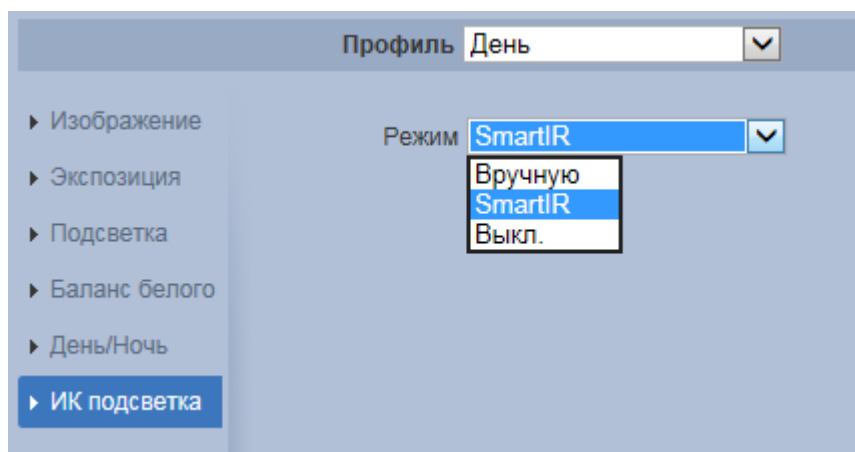 Профиль День
Изображение
Режим SmartIR
Вручную
Экспозиция
SmartIR
Подсветка
Выкл.
Баланс белого
День/Ночь
ИК подсветка